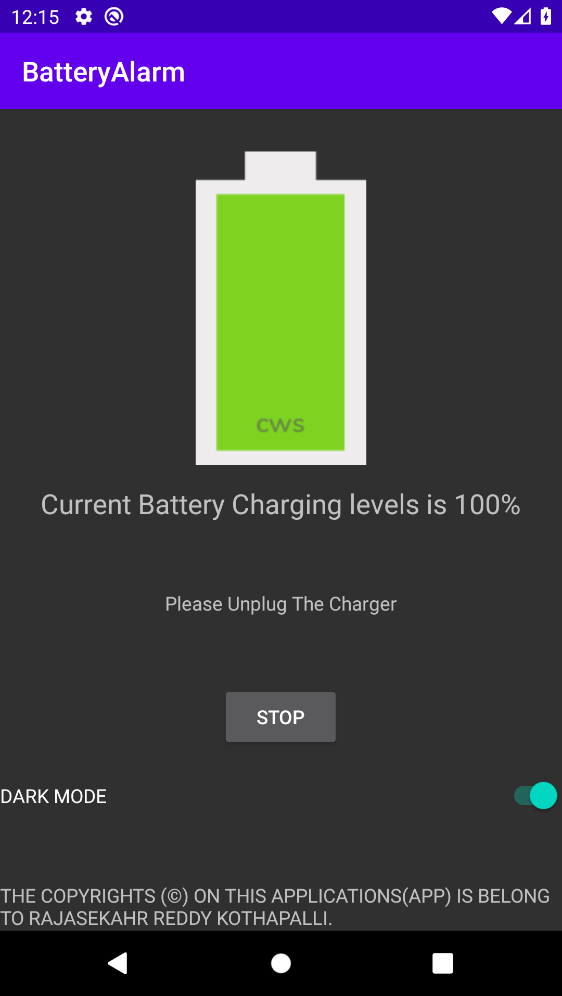 12:15
BatteryAlarm
cws
Current Battery Charging levels is 100%
Please Unplug The Charger
STOP
DARK MODE
THE COPYRIGHTS (©) ON THIS APPLICATIONS(APP) IS BELONG
TO RAJASEKAHR REDDY KOTHAPALLI.